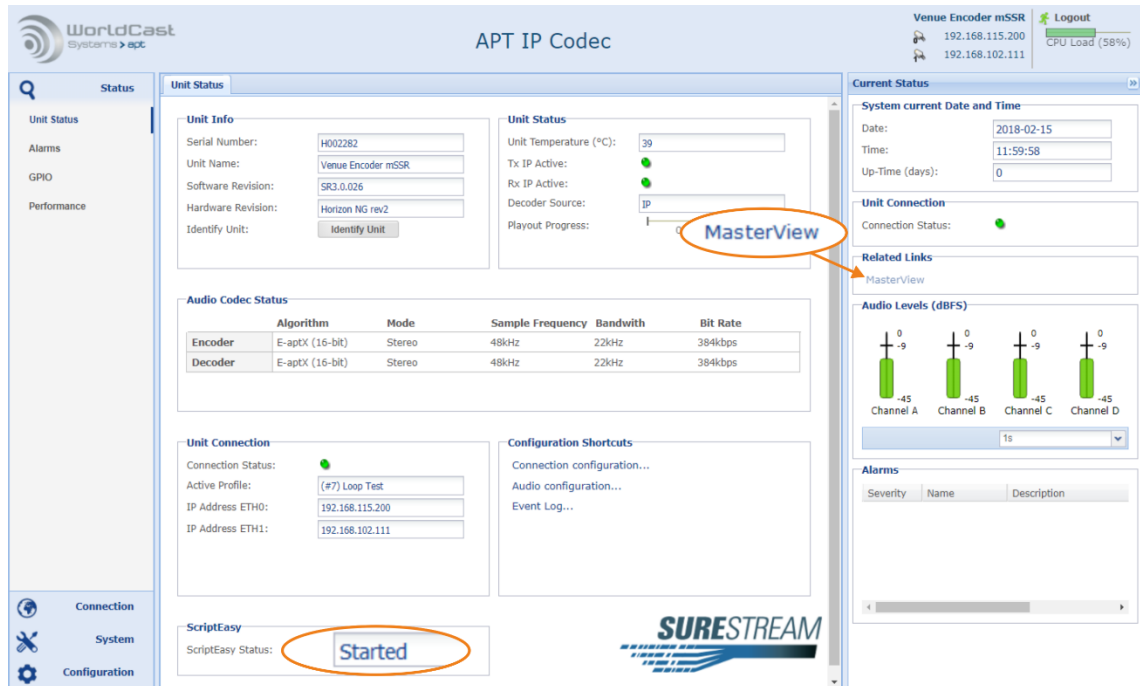 WorldCast
Systems > apt
APT IP Codec
Venue Encoder mSSR
192.168.115.200
192.168.102.111
Logout
CPU Load (58%)
Status
Unit Status
Alarms
GPIO
Performance
Connection
System
Configuration
Unit Status
Unit Info
Serial Number: H002282
Unit Name: Venue Encoder mSSR
Software Revision: SR3.0.026
Hardware Revision: Horizon NG rev2
Identify Unit: Identify Unit
Unit Status
Unit Temperature (°C): 39
Tx IP Active:
Rx IP Active:
Decoder Source: IP
Playout Progress:
MasterView
Audio Codec Status
Algorithm Mode Sample Frequency Bandwith Bit Rate
Encoder E-aptX (16-bit) Stereo 48kHz 22kHz 384kbps
Decoder E-aptX (16-bit) Stereo 48kHz 22kHz 384kbps
Unit Connection
Connection Status:
Active Profile: (#7) Loop Test
IP Address ETH0: 192.168.115.200
IP Address ETH1: 192.168.102.111
Configuration Shortcuts
Connection configuration...
Audio configuration...
Event Log...
ScriptEasy
ScriptEasy Status: Started
SURESTREAM
Current Status
System current Date and Time
Date: 2018-02-15
Time: 11:59:58
Up-Time (days): 0
Unit Connection
Connection Status:
Related Links
MasterView
Audio Levels (dBFS)
0 0 0 0
-9 -9 -9 -9
-45 -45 -45 -45
Channel A Channel B Channel C Channel D
1s
Alarms
Severity Name Description